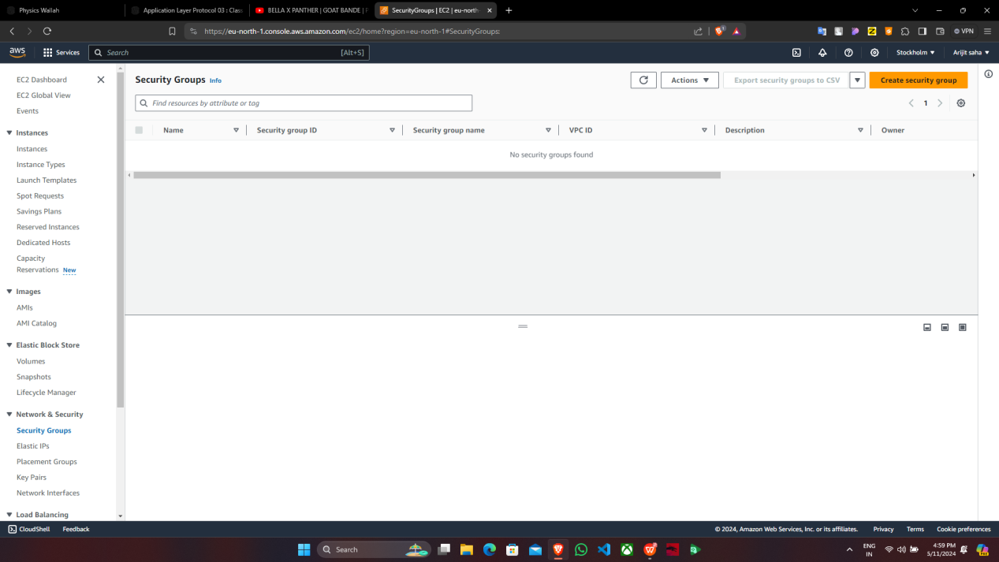 Physics Wallah
Application Layer Protocol 03 : Class
BELLA X PANTHER | GOAT BANDE |
SecurityGroups | EC2 | eu-north-
https://eu-north-1.console.aws.amazon.com/ec2/home?region=eu-north-1#SecurityGroups:
VPN
aws
Services
Search
[Alt+S]
Stockholm
Arijit saha
EC2 Dashboard
EC2 Global View
Events
Instances
Instances
Instance Types
Launch Templates
Spot Requests
Savings Plans
Reserved Instances
Dedicated Hosts
Capacity
Reservations New
Images
AMIs
AMI Catalog
Elastic Block Store
Volumes
Snapshots
Lifecycle Manager
Network & Security
Security Groups
Elastic IPs
Placement Groups
Key Pairs
Network Interfaces
Load Balancing
Security Groups Info
Actions
Export security groups to CSV
Create security group
Find resources by attribute or tag
1
Name
Security group ID
Security group name
VPC ID
Description
Owner
No security groups found
CloudShell
Feedback
© 2024, Amazon Web Services, Inc. or its affiliates.
Privacy
Terms
Cookie preferences
Search
ENG
IN
4:59 PM
5/11/2024